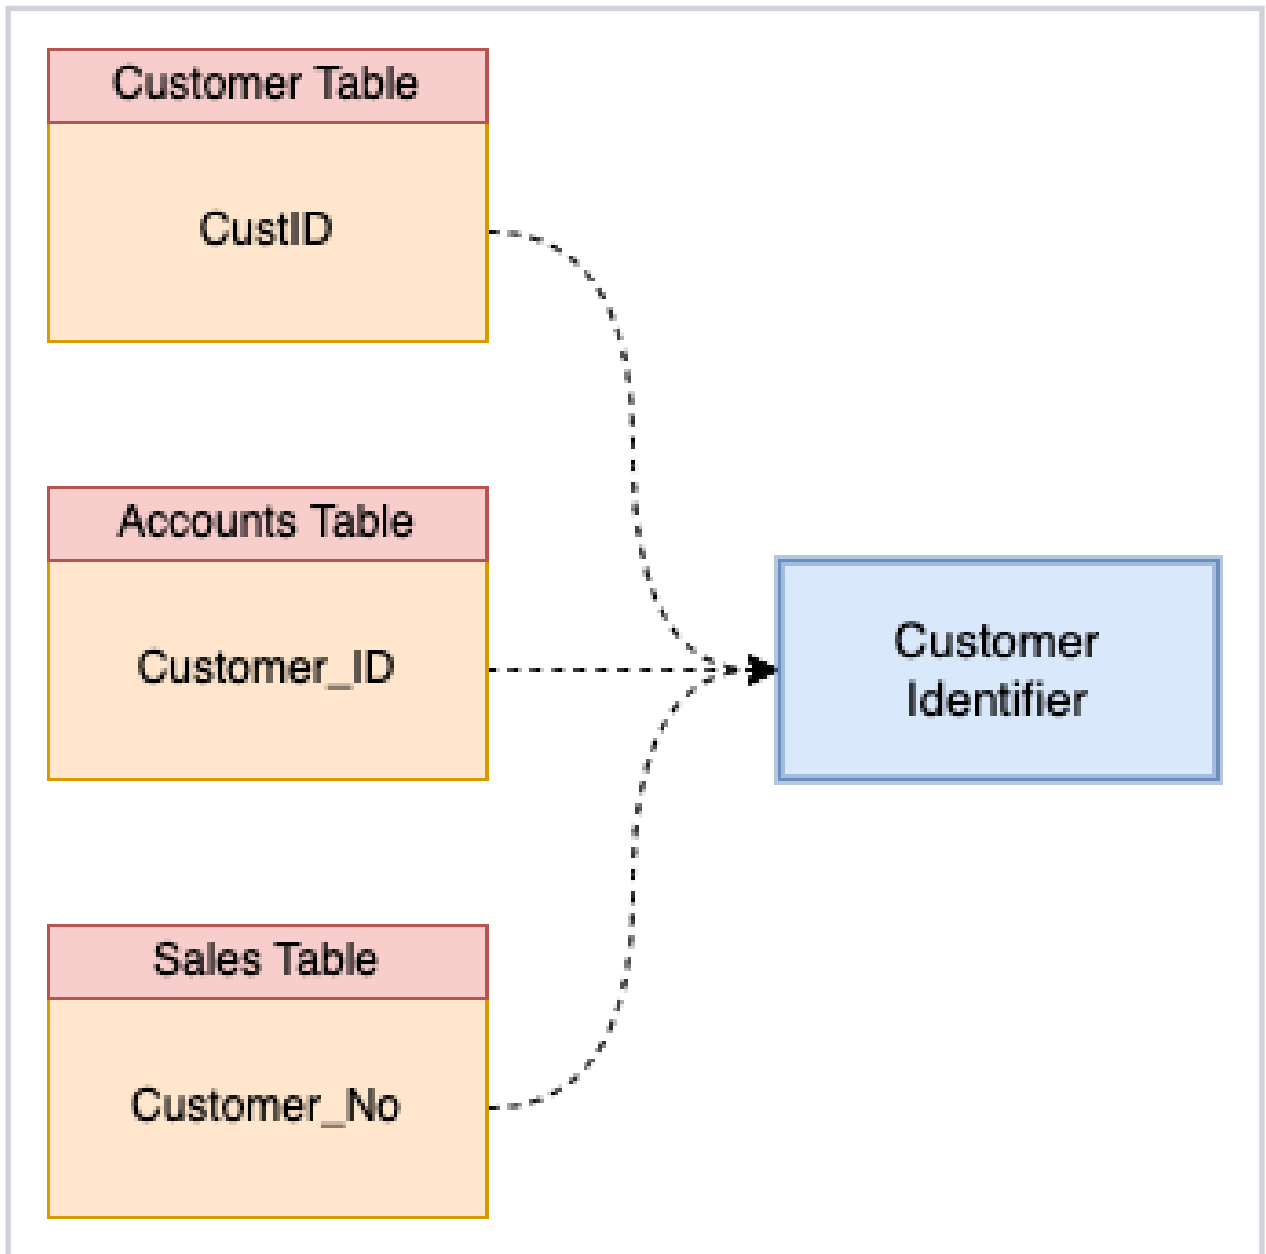 Customer Table
CustID
Accounts Table
Customer_ID
Customer
Identifier
Sales Table
Customer_No